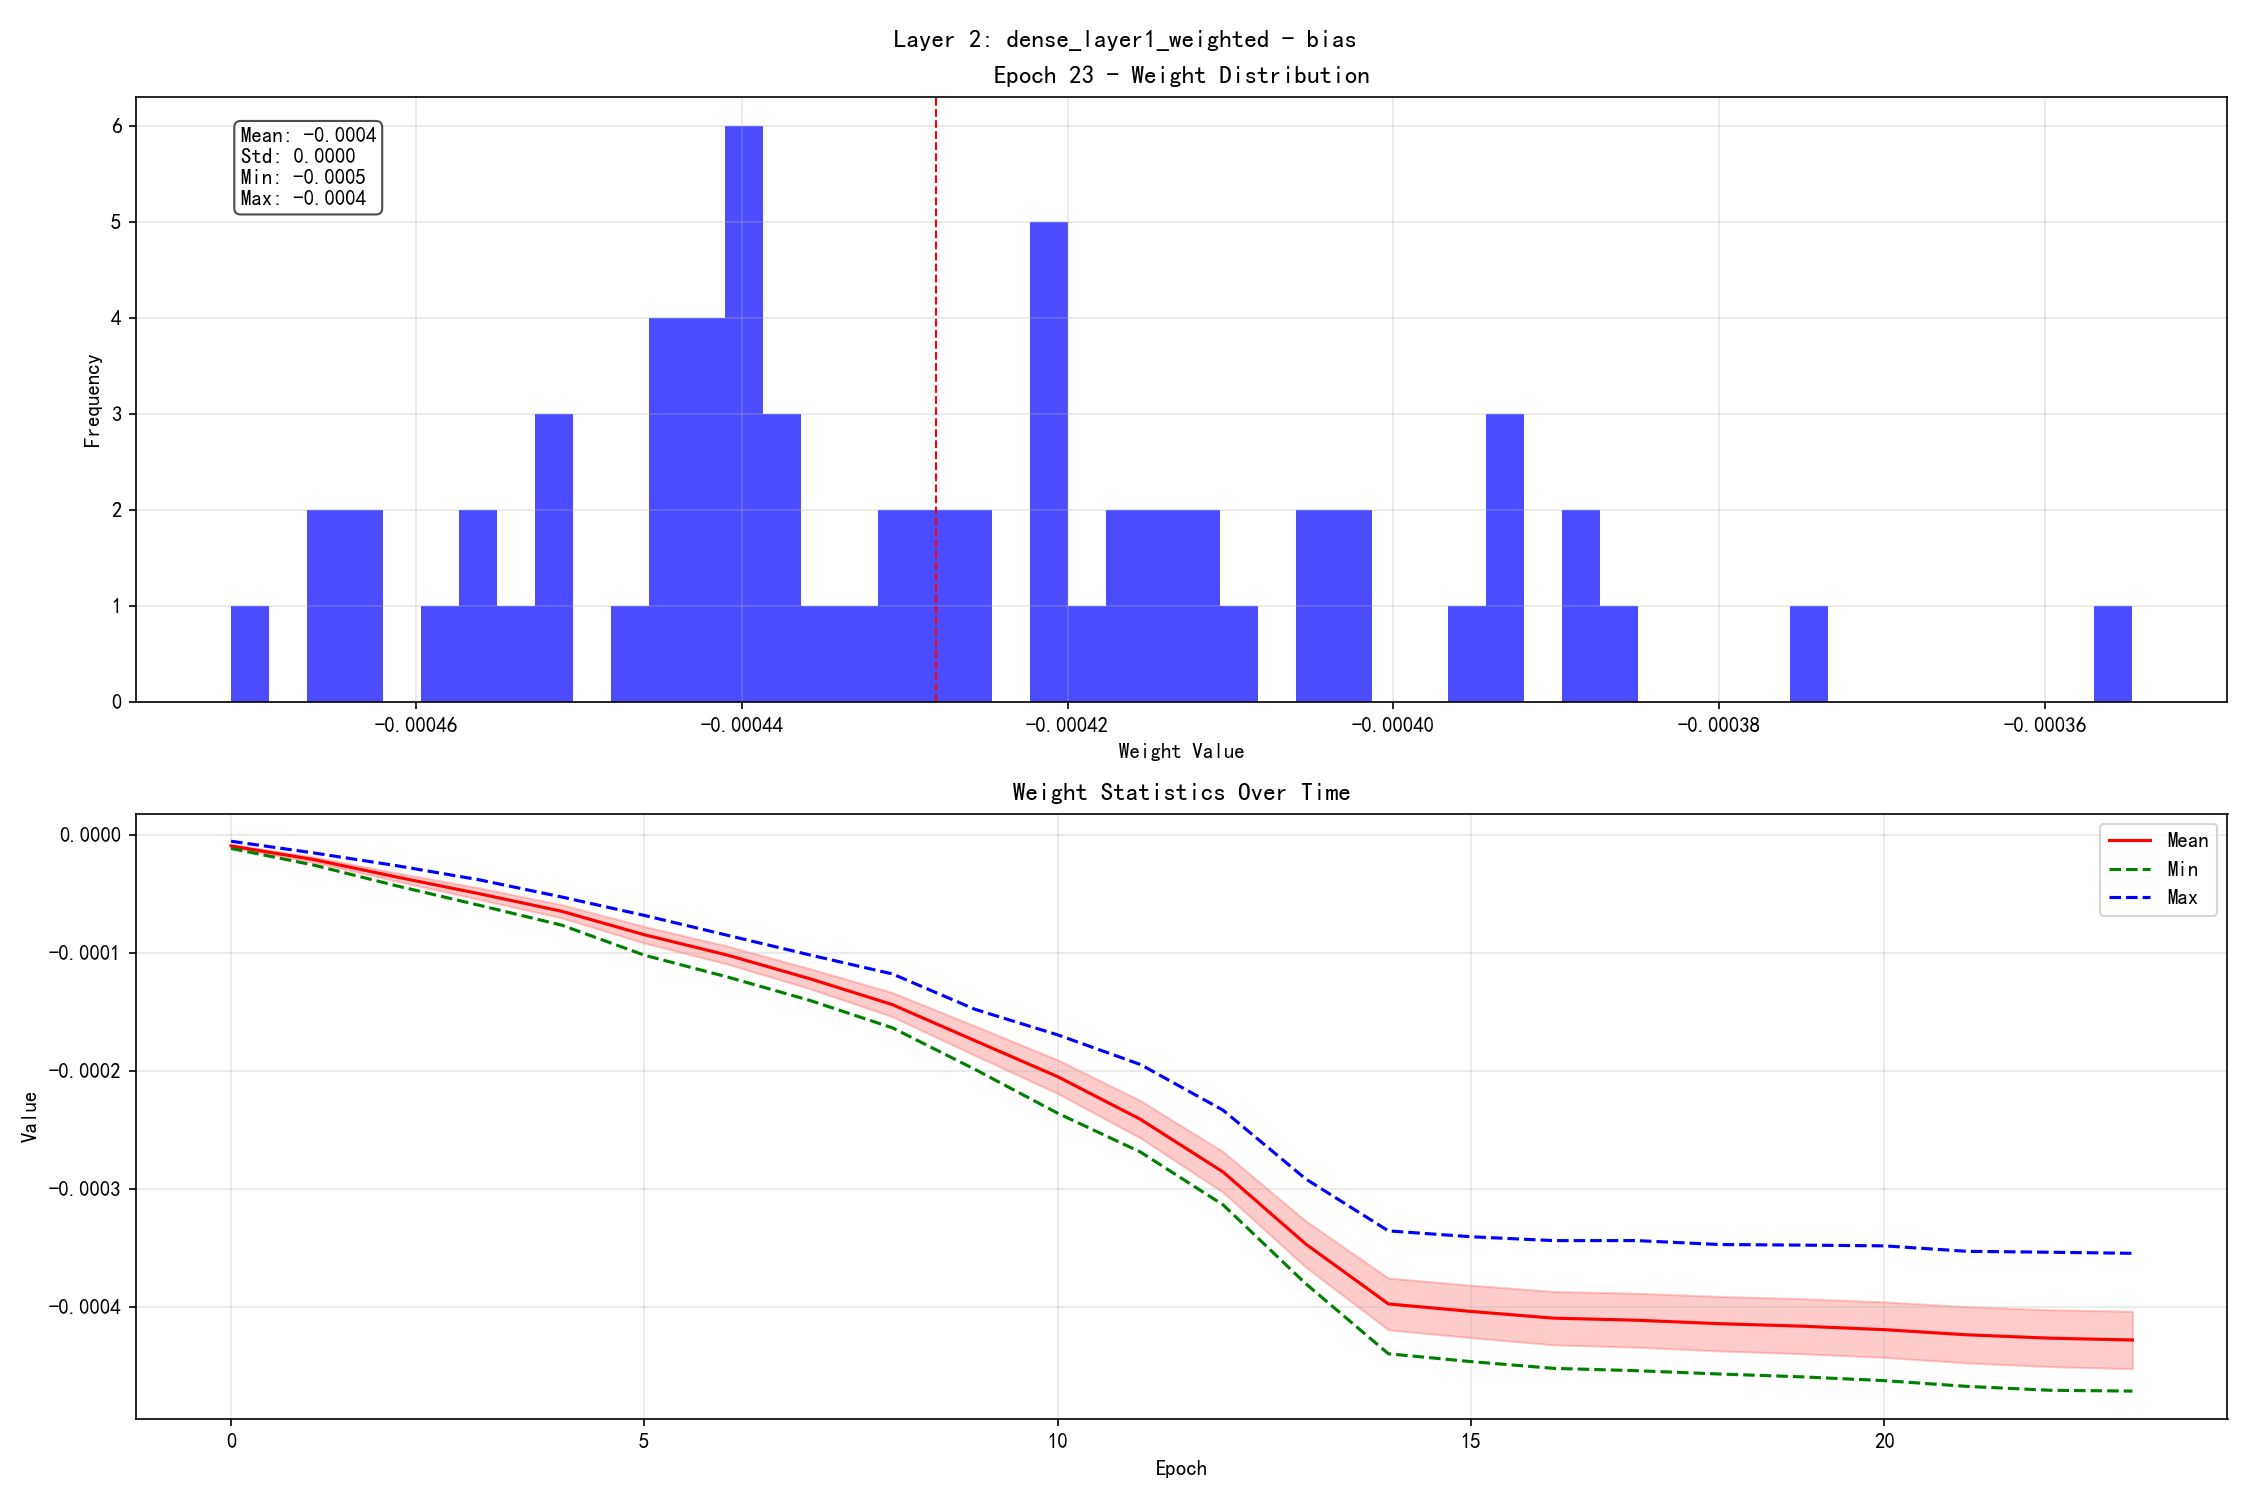 Layer 2: dense_layer1_weighted - bias
Epoch 23 - Weight Distribution
Mean: -0.0004
Std: 0.0000
Min: -0.0005
Max: -0.0004
Frequency
6
5
4
3
2
1
0
-0.00046 -0.00044 -0.00042 -0.00040 -0.00038 -0.00036
Weight Value
Weight Statistics Over Time
Mean
Min
Max
Value
0.0000
-0.0001
-0.0002
-0.0003
-0.0004
0 5 10 15 20
Epoch